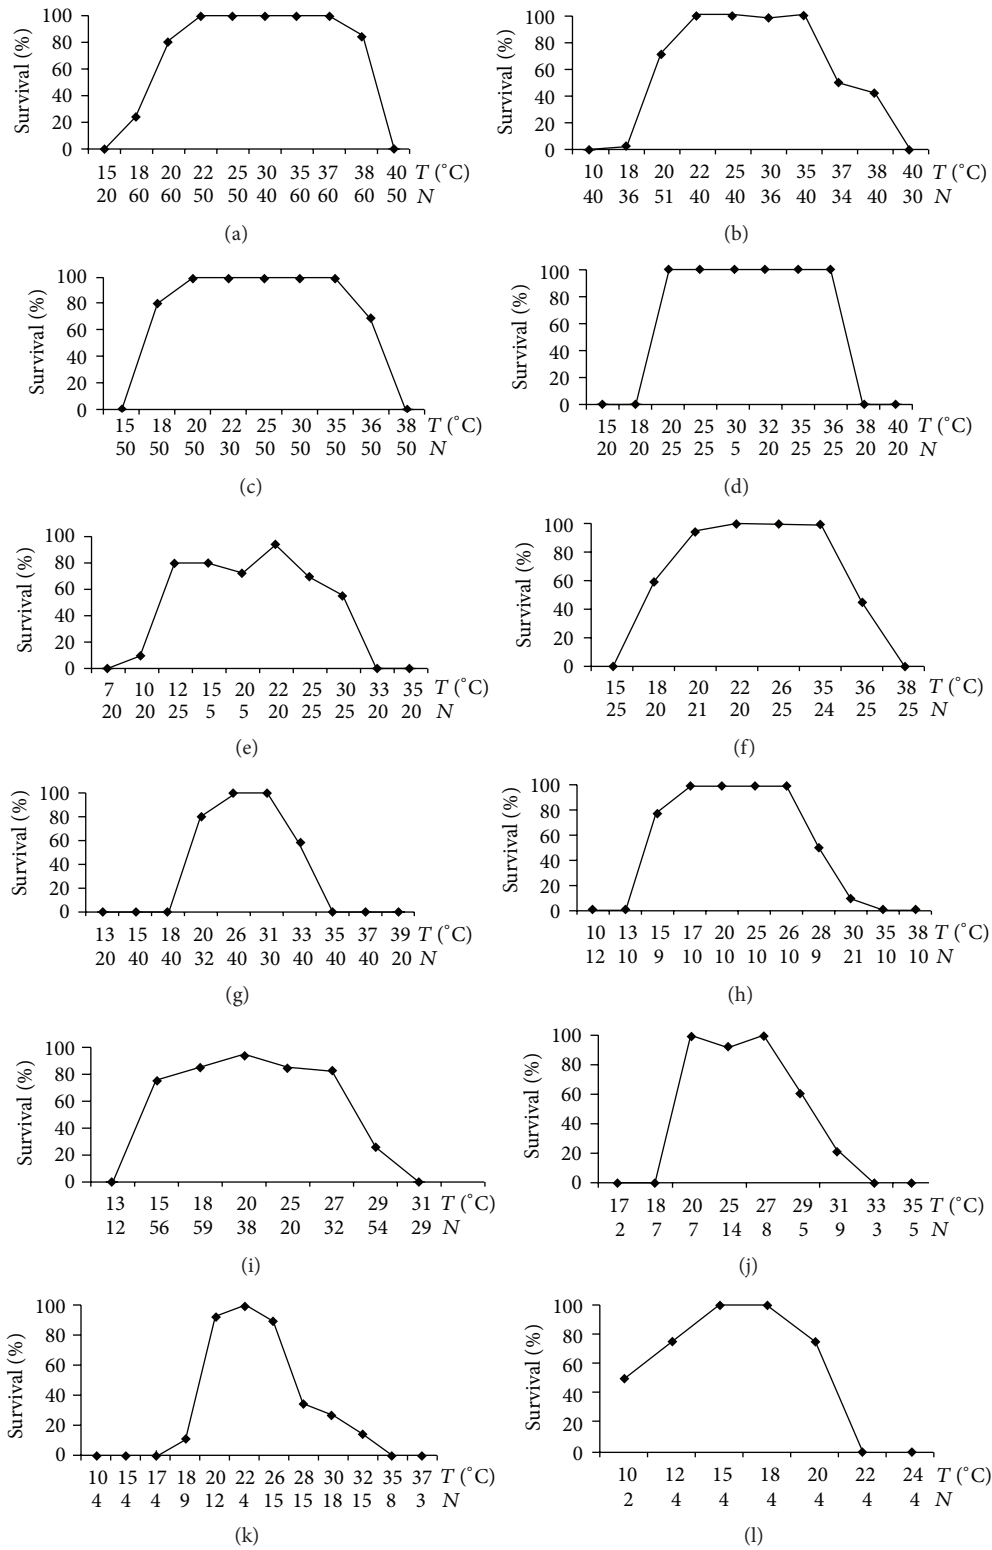 100
80
60
40
20
0
Survival (%)
15 18 20 22 25 30 35 37 38 40 T (°C)
20 60 60 50 50 40 60 60 60 50 N
(a)
100
80
60
40
20
0
Survival (%)
10 18 20 22 25 30 35 37 38 40 T (°C)
40 36 51 40 40 36 40 34 40 30 N
(b)
100
80
60
40
20
0
Survival (%)
15 18 20 22 25 30 35 36 38 T (°C)
50 50 50 30 50 50 50 50 50 N
(c)
100
80
60
40
20
0
Survival (%)
15 18 20 25 30 32 35 36 38 40 T (°C)
20 20 25 25 5 20 25 25 20 20 N
(d)
100
80
60
40
20
0
Survival (%)
7 10 12 15 20 22 25 30 33 35 T (°C)
20 20 25 5 5 20 25 25 20 20 N
(e)
100
80
60
40
20
0
Survival (%)
15 18 20 22 26 35 36 38 T (°C)
25 20 21 20 25 24 25 25 N
(f)
100
80
60
40
20
0
Survival (%)
13 15 18 20 26 31 33 35 37 39 T (°C)
20 40 40 32 40 30 40 40 40 20 N
(g)
100
80
60
40
20
0
Survival (%)
10 13 15 17 20 25 26 28 30 35 38 T (°C)
12 10 9 10 10 10 10 9 21 10 10 N
(h)
100
80
60
40
20
0
Survival (%)
13 15 18 20 25 27 29 31 T (°C)
12 56 59 38 20 32 54 29 N
(i)
100
80
60
40
20
0
Survival (%)
17 18 20 25 27 29 31 33 35 T (°C)
2 7 7 14 8 5 9 3 5 N
(j)
100
80
60
40
20
0
Survival (%)
10 15 17 18 20 22 26 28 30 32 35 37 T (°C)
4 4 4 9 12 4 15 15 18 15 8 3 N
(k)
100
80
60
40
20
0
Survival (%)
10 12 15 18 20 22 24 T (°C)
2 4 4 4 4 4 4 N
(l)